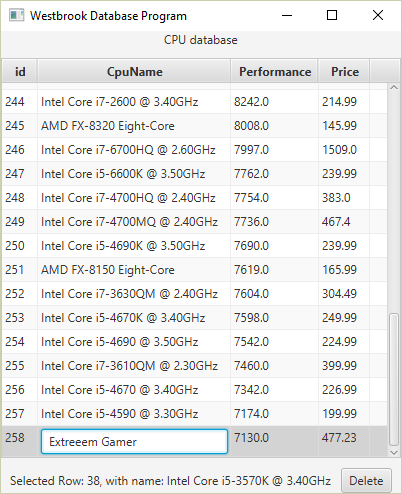 Westbrook Database Program
CPU database
id CpuName Performance Price
244 Intel Core i7-2600 @ 3.40GHz 8242.0 214.99
245 AMD FX-8320 Eight-Core 8008.0 145.99
246 Intel Core i7-6700HQ @ 2.60GHz 7997.0 1509.0
247 Intel Core i5-6600K @ 3.50GHz 7762.0 239.99
248 Intel Core i7-4700HQ @ 2.40GHz 7754.0 383.0
249 Intel Core i7-4700MQ @ 2.40GHz 7736.0 467.4
250 Intel Core i5-4690K @ 3.50GHz 7690.0 239.99
251 AMD FX-8150 Eight-Core 7619.0 165.99
252 Intel Core i7-3630QM @ 2.40GHz 7604.0 304.49
253 Intel Core i5-4670K @ 3.40GHz 7598.0 249.99
254 Intel Core i5-4690 @ 3.50GHz 7542.0 224.99
255 Intel Core i7-3610QM @ 2.30GHz 7460.0 399.99
256 Intel Core i5-4670 @ 3.40GHz 7342.0 226.99
257 Intel Core i5-4590 @ 3.30GHz 7174.0 199.99
258 Extreeem Gamer 7130.0 477.23
Selected Row: 38, with name: Intel Core i5-3570K @ 3.40GHz Delete